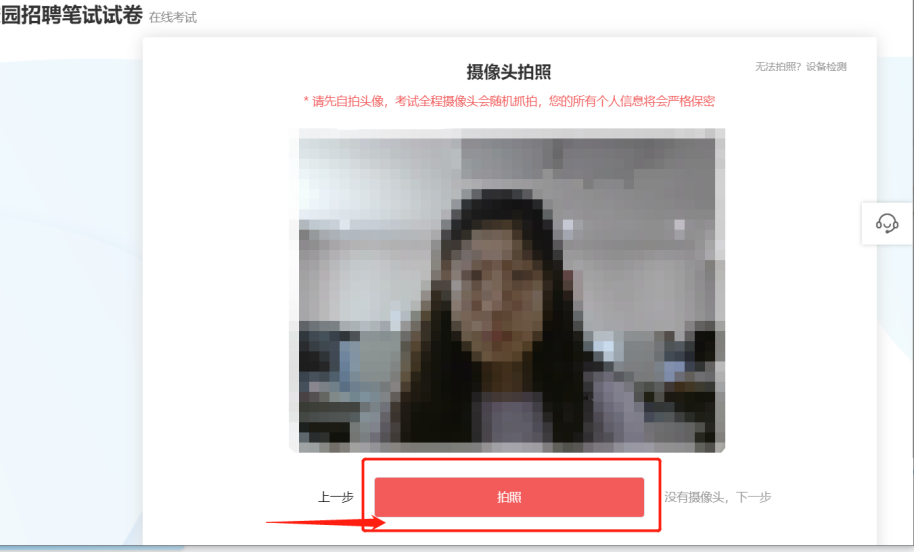 园招聘笔试试卷 在线考试
摄像头拍照
无法拍照？设备检测
* 请先自拍头像，考试全程摄像头会随机抓拍，您的所有个人信息将会严格保密
上一步
拍照
没有摄像头，下一步